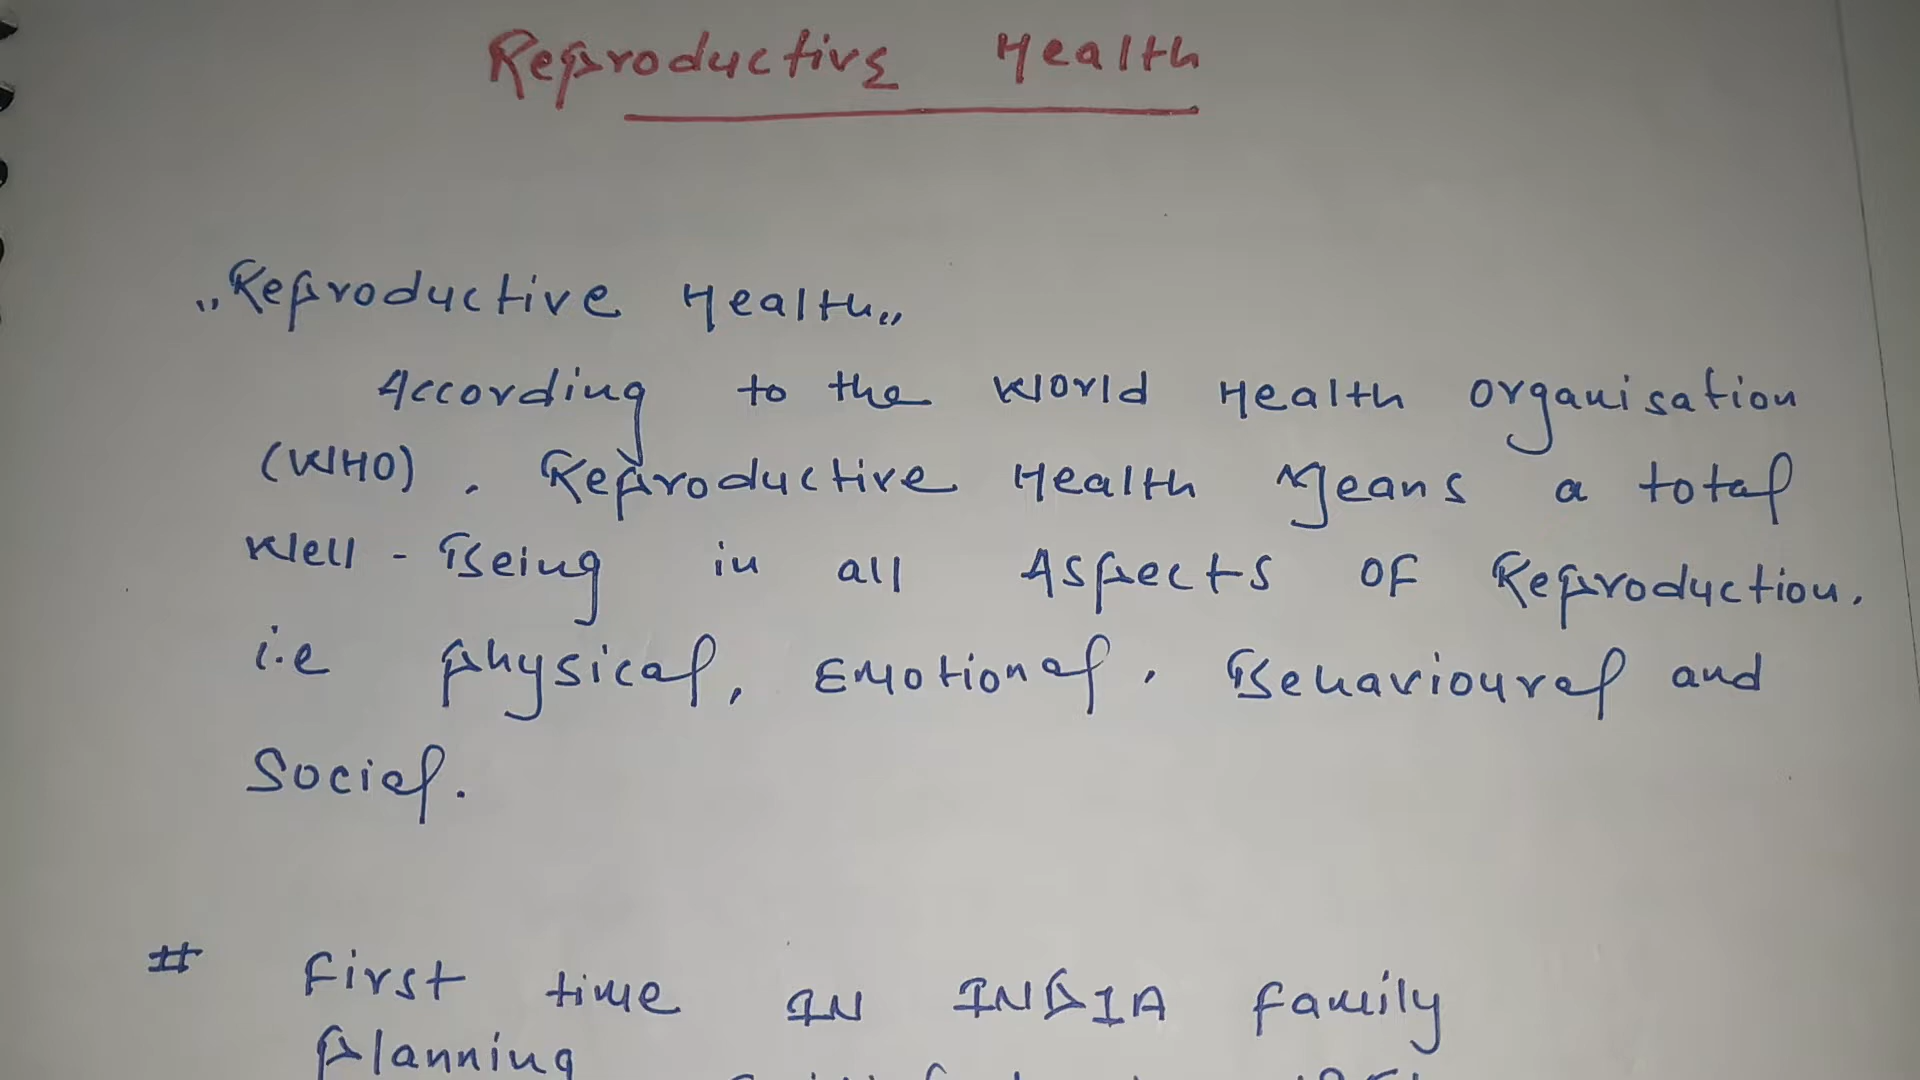 Reproductive Health
"Reproductive Health"
According to the World Health Organisation
(WHO), Reproductive Health Means a total
Well-Being in all Aspects OF Reproduction.
i.e physical, Emotional, Behavioural and
Social.
# First time IN INDIA family
planning